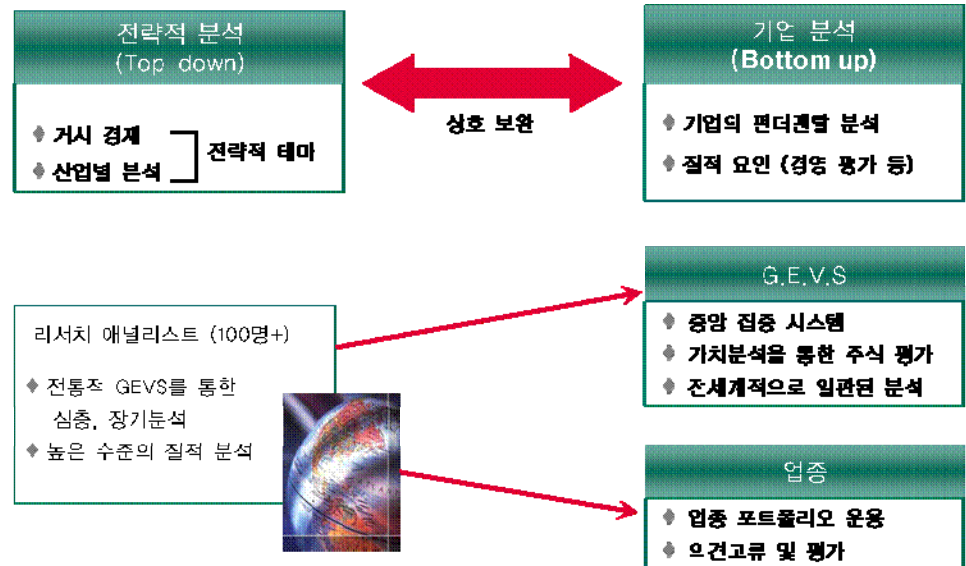 전략적 분석
(Top down)
거시 경제
산업별 분석
전략적 테마
상호 보완
기업 분석
(Bottom up)
기업의 펀더멘탈 분석
질적 요인 (경영 평가 등)
리서치 애널리스트 (100명+)
전통적 GEVS를 통한
심층, 장기분석
높은 수준의 질적 분석
G.E.V.S
중앙 집중 시스템
가치분석을 통한 주식 평가
전세계적으로 일관된 분석
업종
업종 포트폴리오 운용
의견교류 및 평가